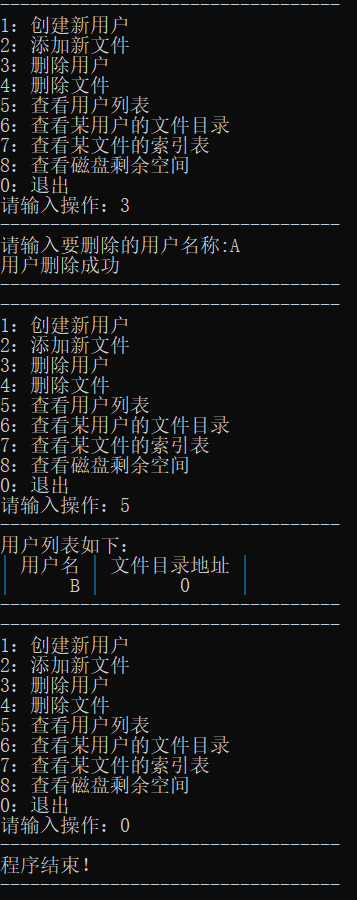 1: 创建新用户
2: 添加新文件
3: 删除用户
4: 删除文件
5: 查看用户列表
6: 查看某用户的文件目录
7: 查看某文件的索引表
8: 查看磁盘剩余空间
0: 退出
请输入操作: 3
请输入要删除的用户名称:A
用户删除成功
1: 创建新用户
2: 添加新文件
3: 删除用户
4: 删除文件
5: 查看用户列表
6: 查看某用户的文件目录
7: 查看某文件的索引表
8: 查看磁盘剩余空间
0: 退出
请输入操作: 5
用户列表如下:
| 用户名 | 文件目录地址 |
| B | 0 |
1: 创建新用户
2: 添加新文件
3: 删除用户
4: 删除文件
5: 查看用户列表
6: 查看某用户的文件目录
7: 查看某文件的索引表
8: 查看磁盘剩余空间
0: 退出
请输入操作: 0
程序结束!